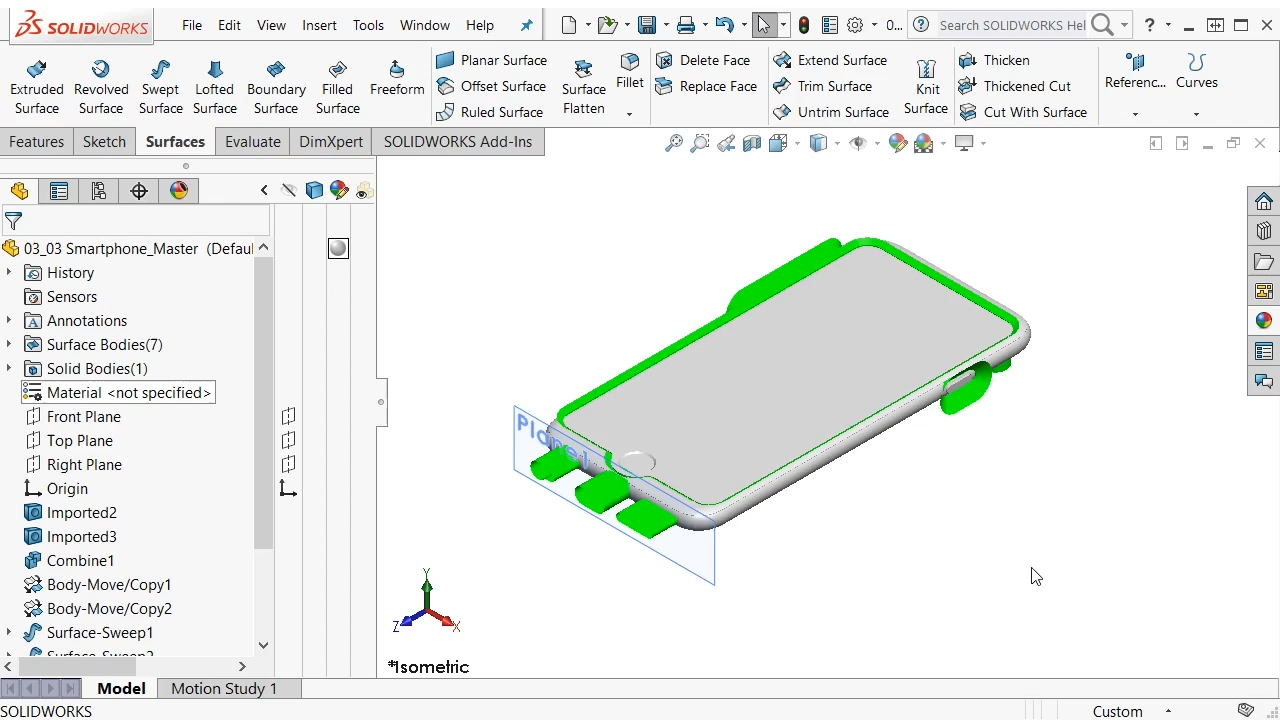 SOLIDWORKS File Edit View Insert Tools Window Help 0... Search SOLIDWORKS Hel ?
Extruded Surface
Revolved Surface
Swept Surface
Lofted Surface
Boundary Surface
Filled Surface
Freeform
Planar Surface
Offset Surface
Ruled Surface
Surface Flatten
Fillet
Delete Face
Replace Face
Extend Surface
Trim Surface
Untrim Surface
Knit Surface
Thicken
Thickened Cut
Cut With Surface
Referenc...
Curves
Features Sketch Surfaces Evaluate DimXpert SOLIDWORKS Add-Ins
03_03 Smartphone_Master (Defau
History
Sensors
Annotations
Surface Bodies(7)
Solid Bodies(1)
Material <not specified>
Front Plane
Top Plane
Right Plane
Origin
Imported2
Imported3
Combine1
Body-Move/Copy1
Body-Move/Copy2
Surface-Sweep1
Surface-Sweep2
Plane1
Y
Z X
*Isometric
Model Motion Study 1
SOLIDWORKS Custom